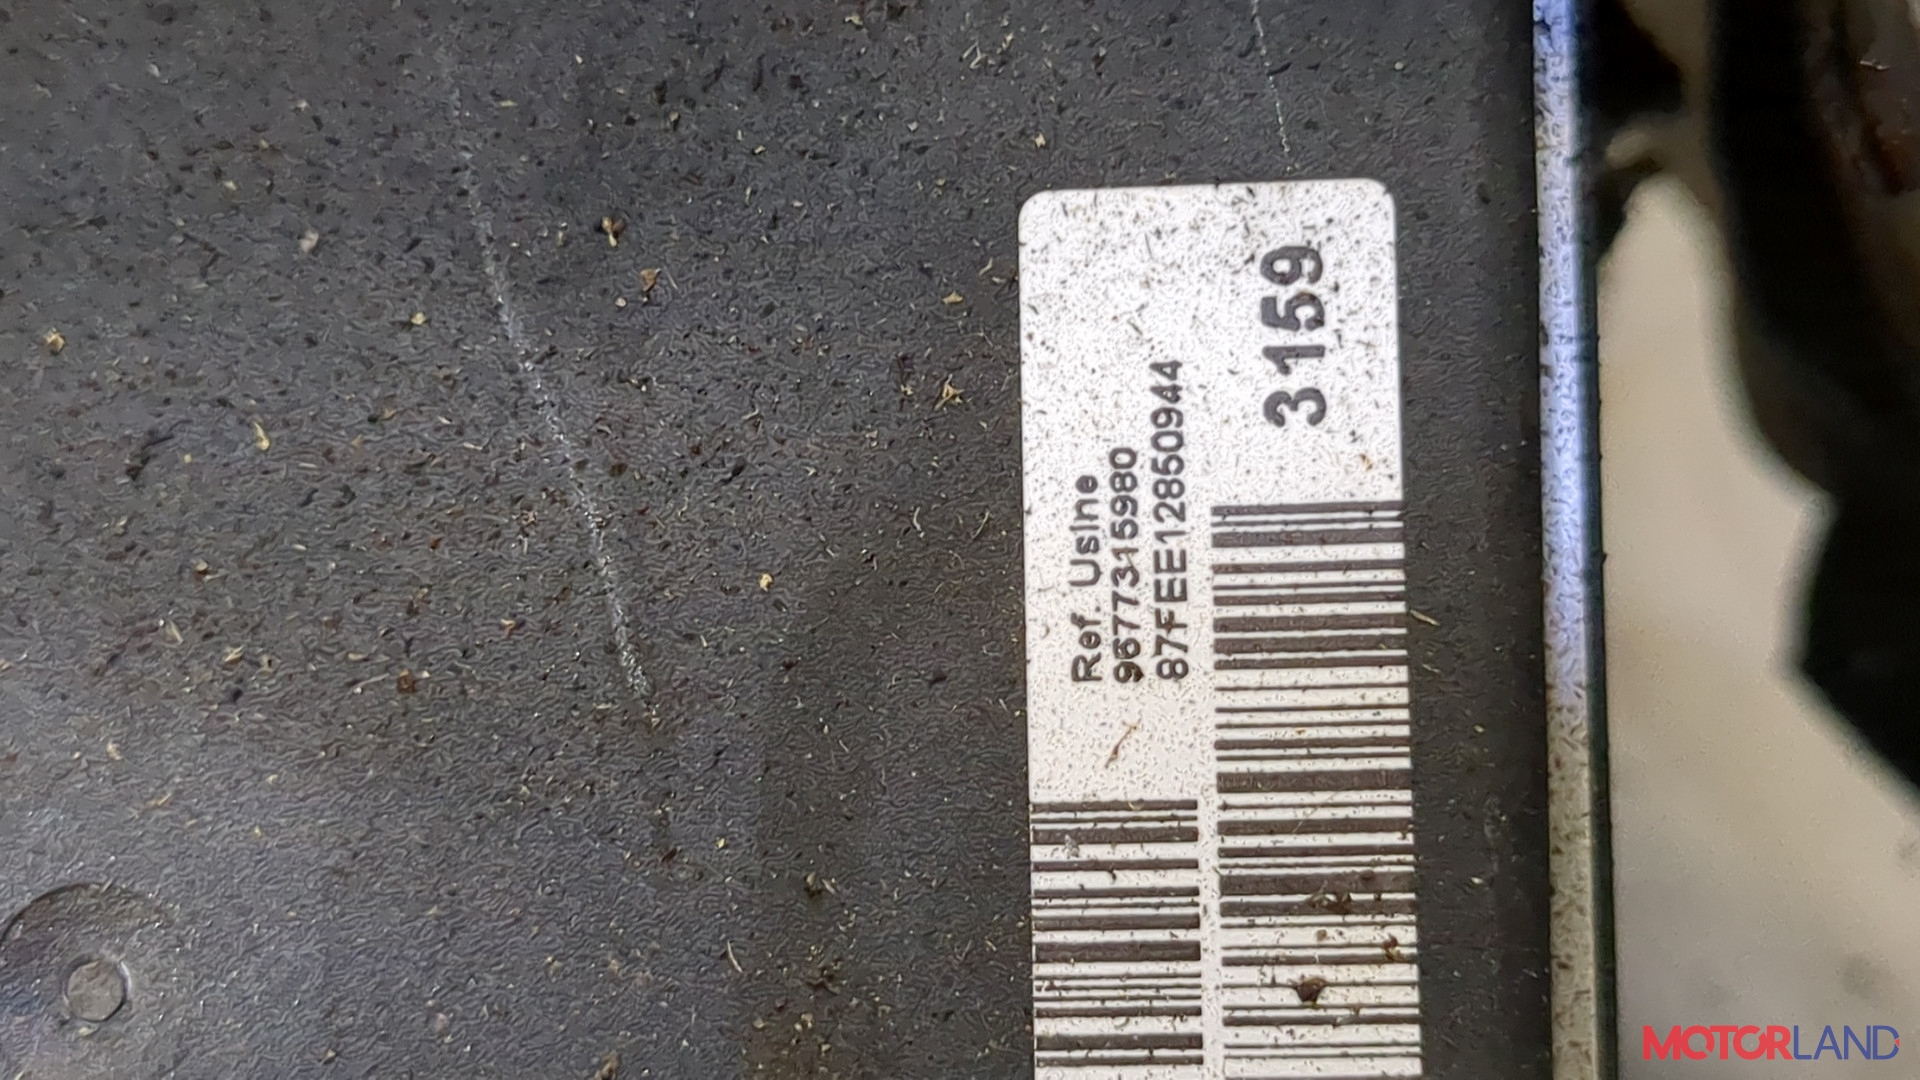 Ref. Usine
9677315980
87FEE12850944
3159
MOTORLAND